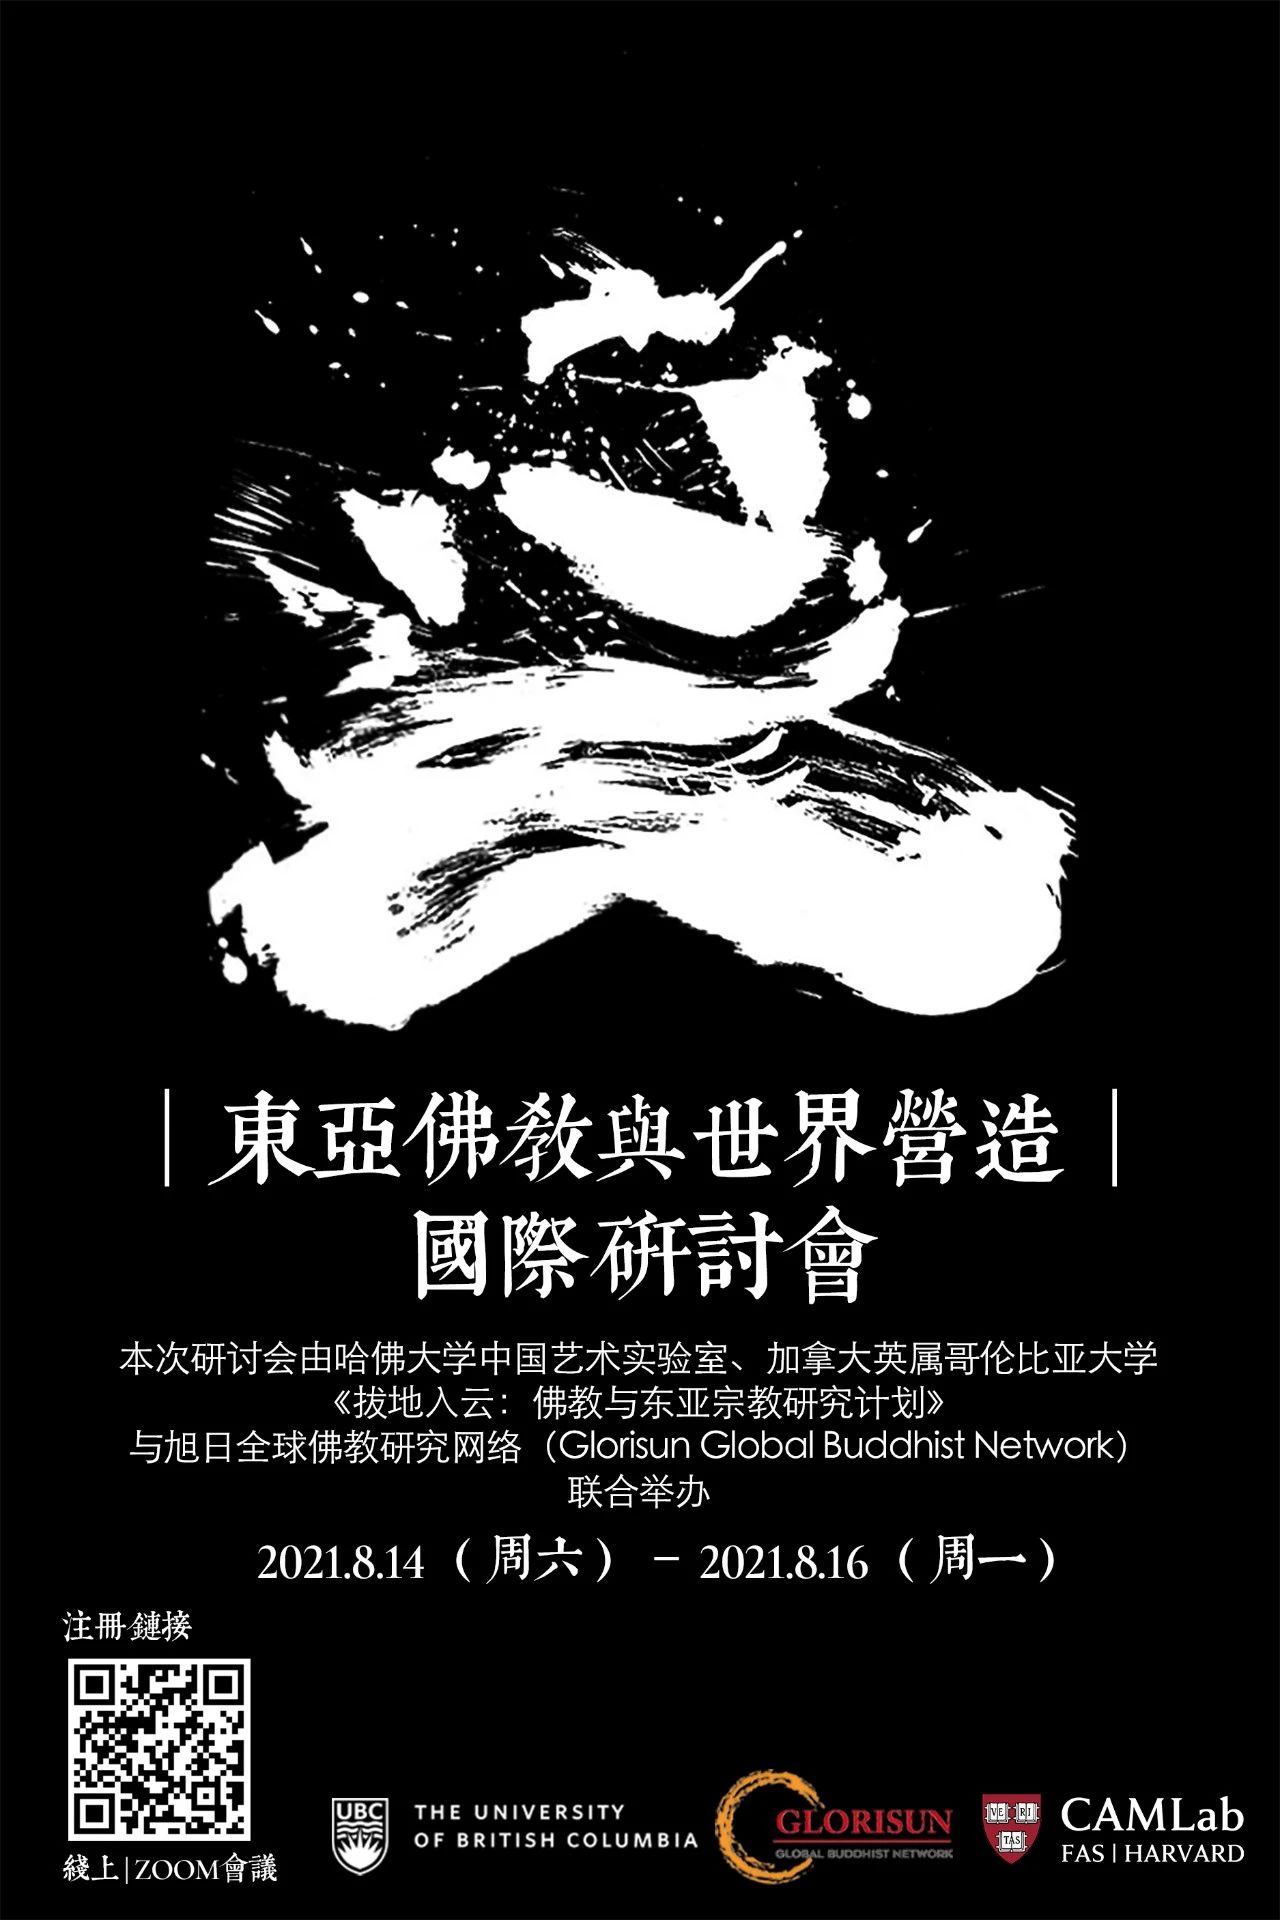 ｜東亞佛教與世界營造｜
國際研討會
本次研讨会由哈佛大学中国艺术实验室、加拿大英属哥伦比亚大学
《拔地入云：佛教与东亚宗教研究计划》
与旭日全球佛教研究网络（Glorisun Global Buddhist Network）
联合举办
2021.8.14（周六） – 2021.8.16（周一）
注冊鏈接
綫上|ZOOM會議
UBC
THE UNIVERSITY
OF BRITISH COLUMBIA
GLORISUN
GLOBAL BUDDHIST NETWORK
VE RI
TAS
CAMLab
FAS | HARVARD